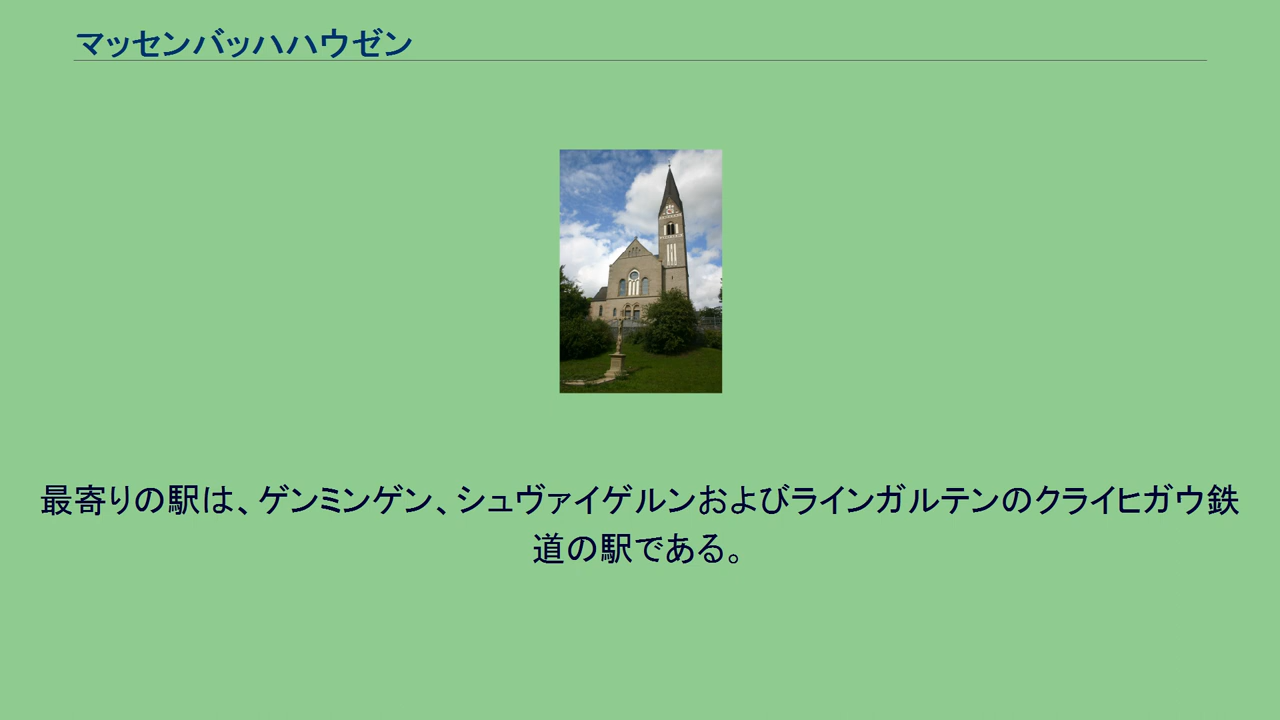 マッセンバッハハウゼン
最寄りの駅は、ゲンミンゲン、シュヴァイゲルンおよびラインガルテンのクライヒガウ鉄
道の駅である。